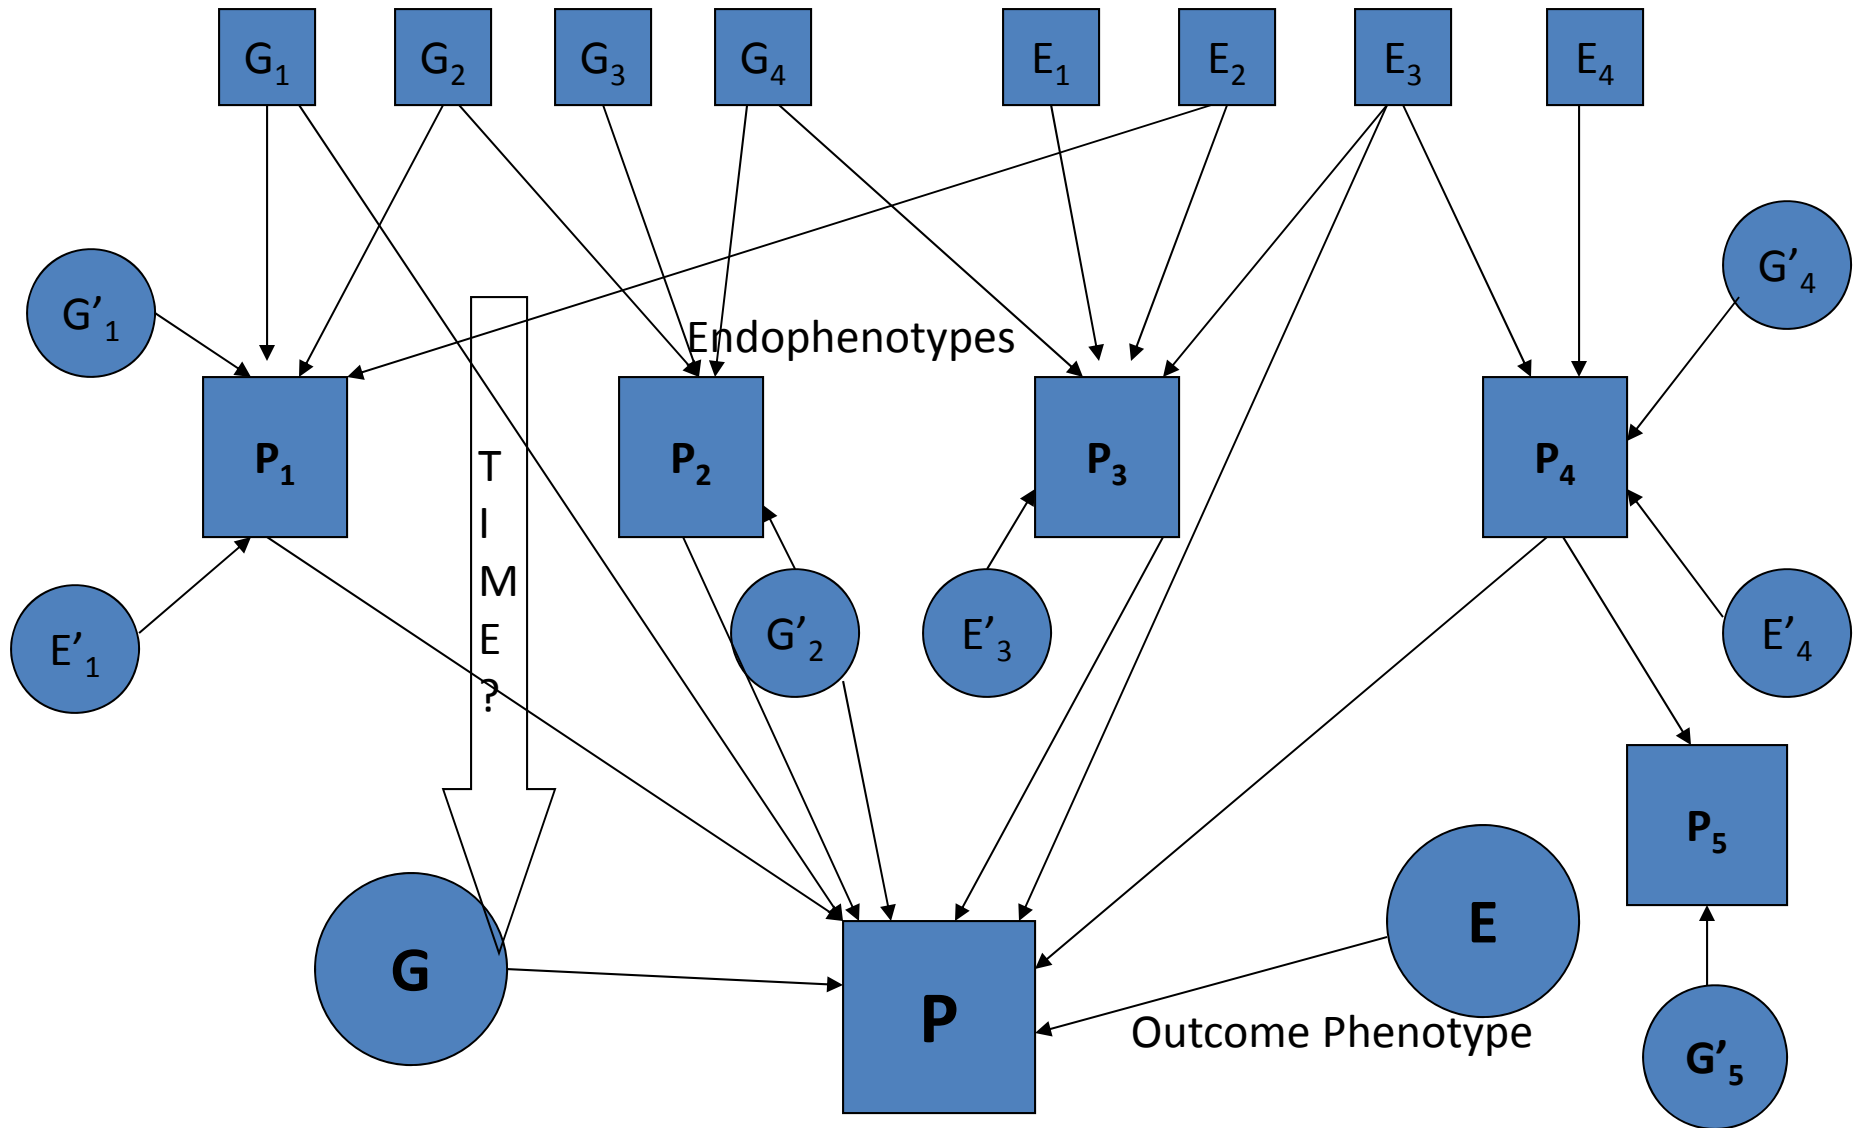 G₁ G₂ G₃ G₄ E₁ E₂ E₃ E₄
G'₄
G'₁
Endophenotypes
P₁ P₂ P₃ P₄
T
I
M
E
?
E'₁ G'₂ E'₃ E'₄
P₅
E
G
P
Outcome Phenotype
G'₅